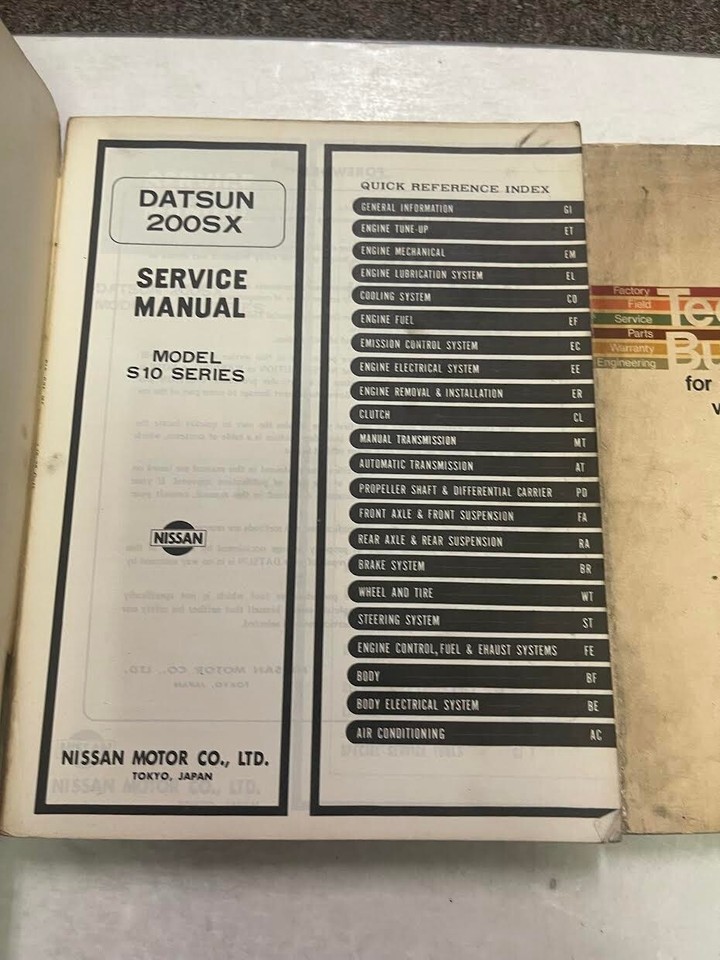 DATSUN
200SX
SERVICE
MANUAL
MODEL
S10 SERIES
NISSAN
NISSAN MOTOR CO., LTD.
TOKYO, JAPAN
QUICK REFERENCE INDEX
GENERAL INFORMATION GI
ENGINE TUNE-UP ET
ENGINE MECHANICAL EM
ENGINE LUBRICATION SYSTEM EL
COOLING SYSTEM CO
ENGINE FUEL EF
EMISSION CONTROL SYSTEM EC
ENGINE ELECTRICAL SYSTEM EE
ENGINE REMOVAL & INSTALLATION ER
CLUTCH CL
MANUAL TRANSMISSION MT
AUTOMATIC TRANSMISSION AT
PROPELLER SHAFT & DIFFERENTIAL CARRIER PD
FRONT AXLE & FRONT SUSPENSION FA
REAR AXLE & REAR SUSPENSION RA
BRAKE SYSTEM BR
WHEEL AND TIRE WT
STEERING SYSTEM ST
ENGINE CONTROL, FUEL & EHAUST SYSTEMS FE
BODY BF
BODY ELECTRICAL SYSTEM BE
AIR CONDITIONING AC
Factory
Field
Service
Parts
Warranty
Engineering
Tec
Bu
for